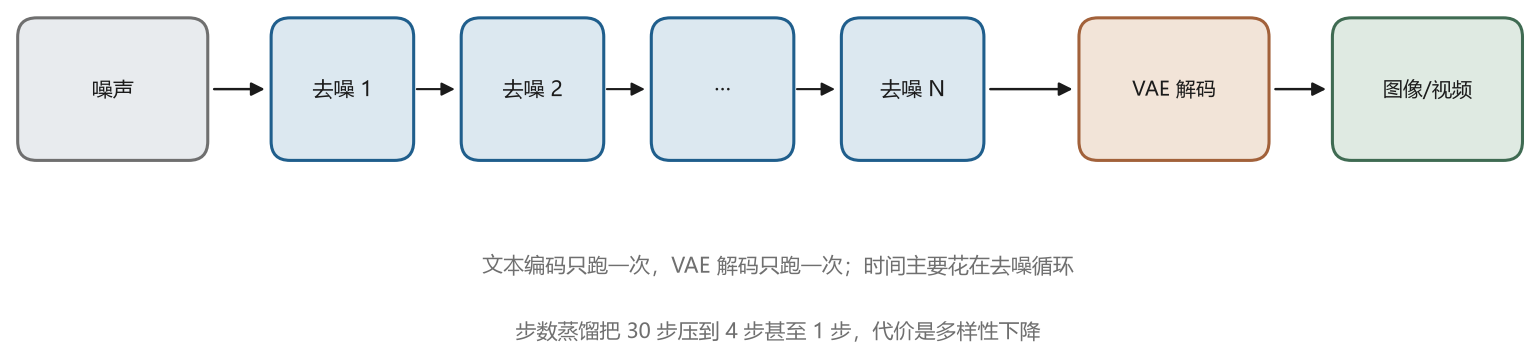 噪声
去噪 1
去噪 2
…
去噪 N
VAE 解码
图像/视频
文本编码只跑一次，VAE 解码只跑一次；时间主要花在去噪循环
步数蒸馏把 30 步压到 4 步甚至 1 步，代价是多样性下降